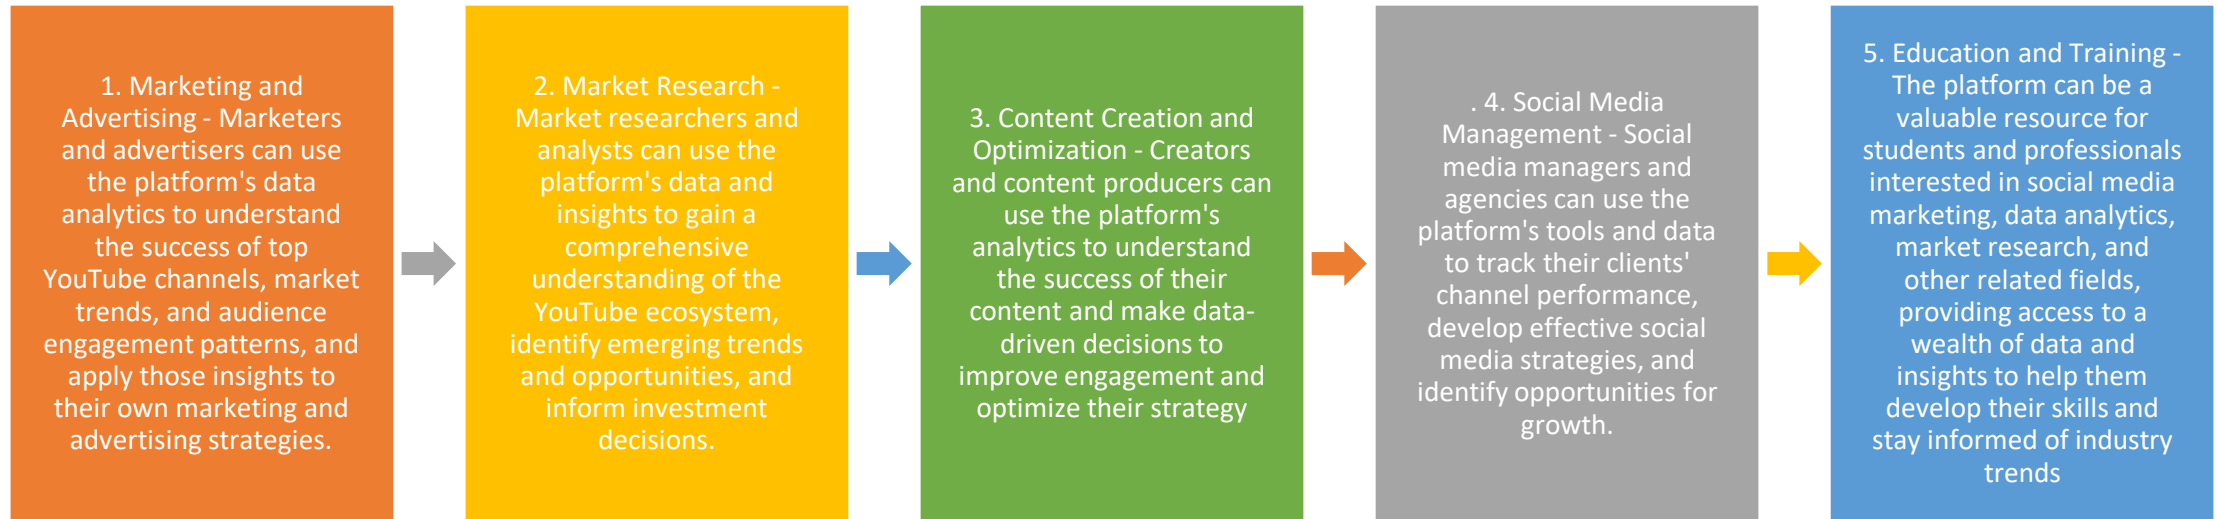 1. Marketing and
Advertising - Marketers
and advertisers can use
the platform's data
analytics to understand
the success of top
YouTube channels, market
trends, and audience
engagement patterns, and
apply those insights to
their own marketing and
advertising strategies.
2. Market Research -
Market researchers and
analysts can use the
platform's data and
insights to gain a
comprehensive
understanding of the
YouTube ecosystem,
identify emerging trends
and opportunities, and
inform investment
decisions.
3. Content Creation and
Optimization - Creators
and content producers can
use the platform's
analytics to understand
the success of their
content and make data-
driven decisions to
improve engagement and
optimize their strategy
. 4. Social Media
Management - Social
media managers and
agencies can use the
platform's tools and data
to track their clients'
channel performance,
develop effective social
media strategies, and
identify opportunities for
growth.
5. Education and Training -
The platform can be a
valuable resource for
students and professionals
interested in social media
marketing, data analytics,
market research, and
other related fields,
providing access to a
wealth of data and
insights to help them
develop their skills and
stay informed of industry
trends